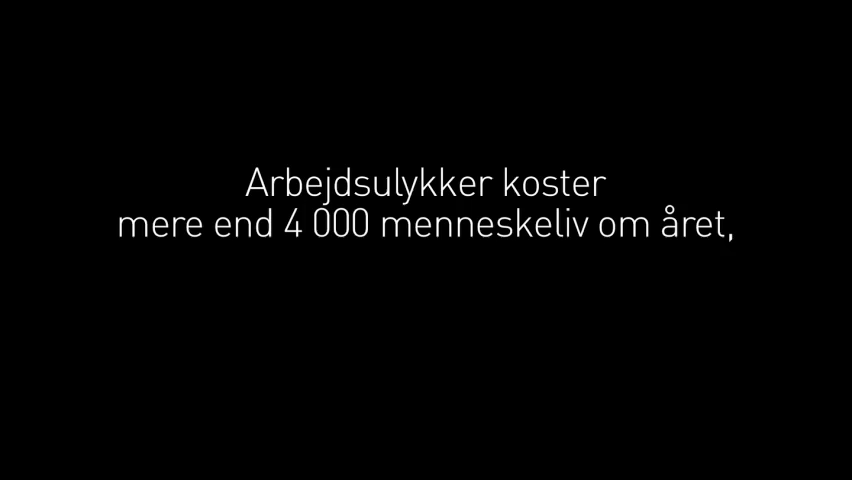 Arbejdsulykker koster
mere end 4 000 menneskeliv om året,